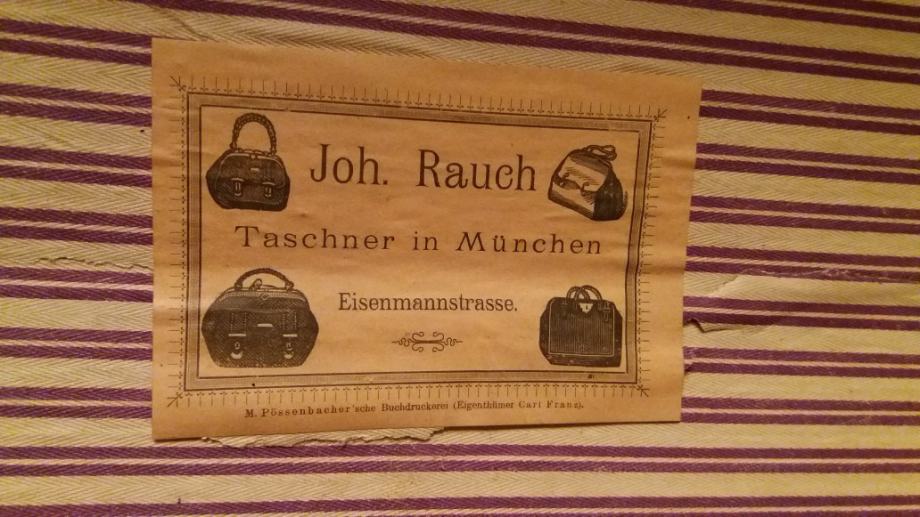 Joh. Rauch
Taschner in München
Eisenmannstrasse.
M. Pössenbacher'sche Buchdruckerei (Eigenthümer Carl Franz).